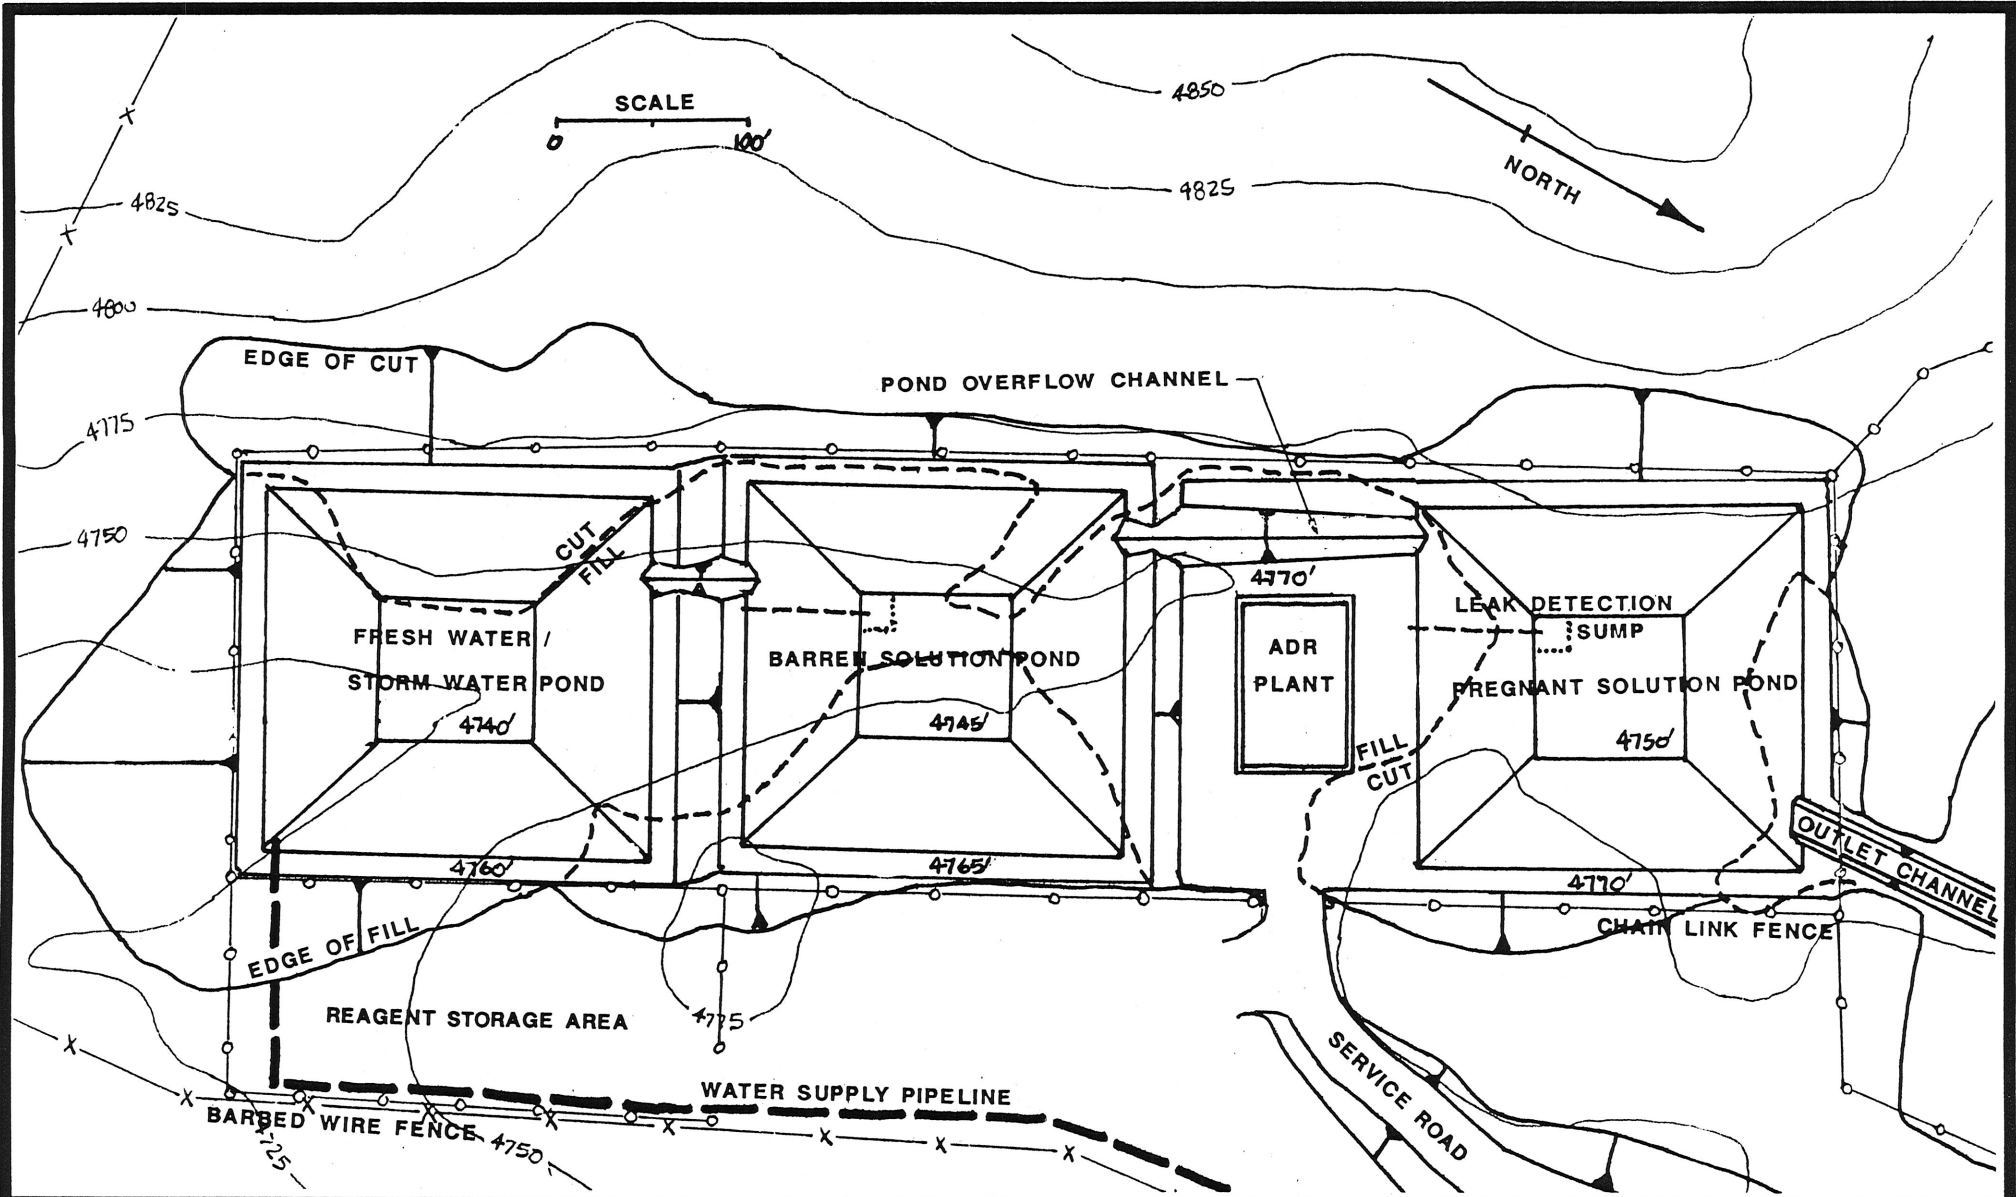 4850
SCALE
0 100'
NORTH
4825
4825
4800
EDGE OF CUT
POND OVERFLOW CHANNEL
4775
4750
CUT
FILL
4770'
LEAK DETECTION
SUMP
FRESH WATER /
STORM WATER POND
4740'
BARREN SOLUTION POND
4745'
ADR
PLANT
PREGNANT SOLUTION POND
4750'
FILL
CUT
OUTLET CHANNEL
4760'
4765'
4770'
CHAIN LINK FENCE
EDGE OF FILL
REAGENT STORAGE AREA
4775
SERVICE ROAD
WATER SUPPLY PIPELINE
BARBED WIRE FENCE
4750